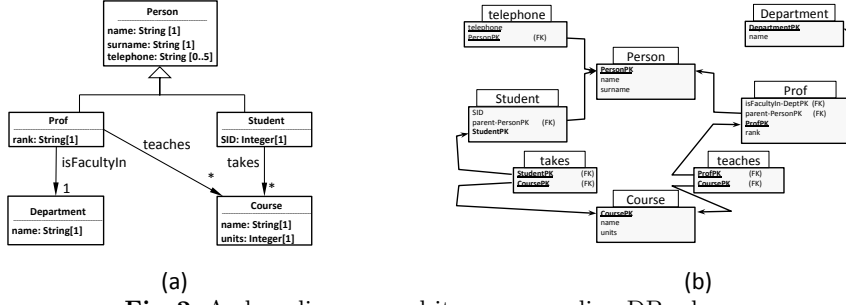 Person
name: String [1]
surname: String [1]
telephone: String [0..5]
Prof
rank: String[1]
Student
SID: Integer[1]
teaches
isFacultyIn
takes
1
*
*
Department
name: String[1]
Course
name: String[1]
units: Integer[1]
(a)
telephone
telephone
PersonPK (FK)
Department
DepartmentPK
name
Person
PersonPK
name
surname
Student
SID
parent-PersonPK (FK)
StudentPK
Prof
isFacultyIn-DeptPK (FK)
parent-PersonPK (FK)
ProfPK
rank
takes
StudentPK (FK)
CoursePK (FK)
teaches
ProfPK (FK)
CoursePK (FK)
Course
CoursePK
name
units
(b)